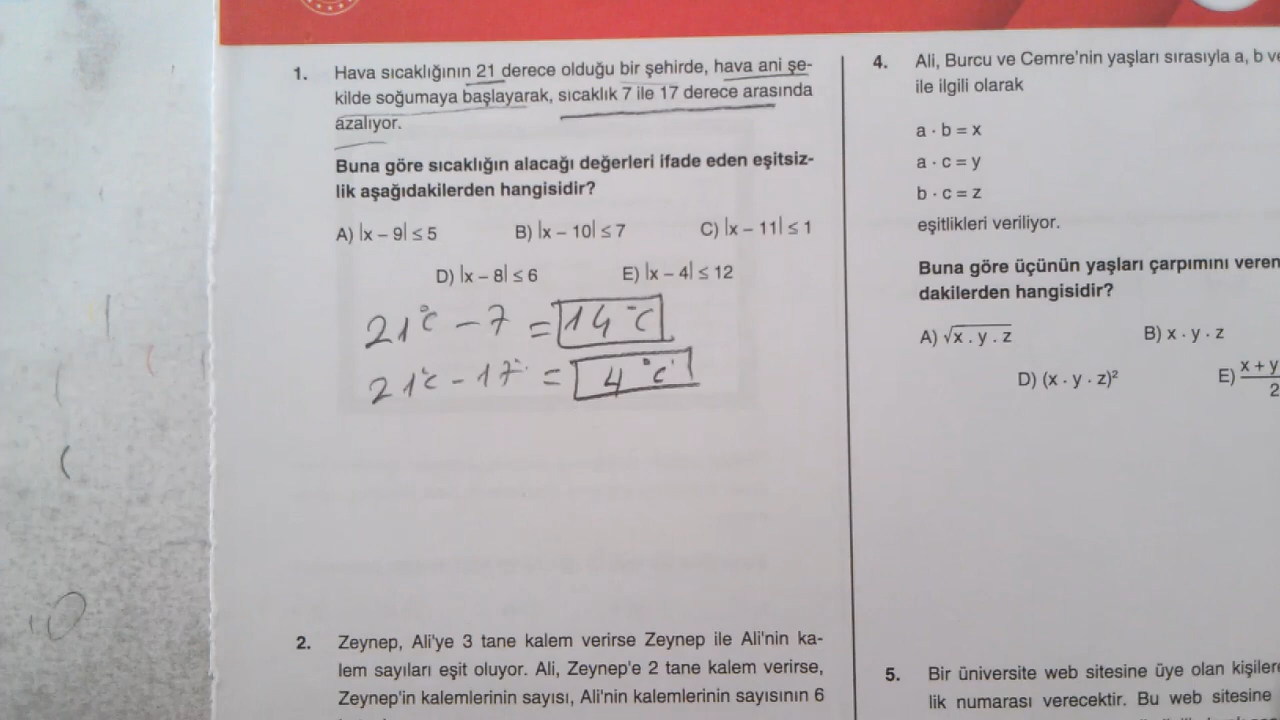 1. Hava sıcaklığının 21 derece olduğu bir şehirde, hava ani şe-
kilde soğumaya başlayarak, sıcaklık 7 ile 17 derece arasında
azalıyor.
Buna göre sıcaklığın alacağı değerleri ifade eden eşitsiz-
lik aşağıdakilerden hangisidir?
A) |x – 9| ≤ 5 B) |x – 10| ≤ 7 C) |x – 11| ≤ 1
D) |x – 8| ≤ 6 E) |x – 4| ≤ 12
21°c – 7 = 14°C
21°c – 17° = 4°c
2. Zeynep, Ali'ye 3 tane kalem verirse Zeynep ile Ali'nin ka-
lem sayıları eşit oluyor. Ali, Zeynep'e 2 tane kalem verirse,
Zeynep'in kalemlerinin sayısı, Ali'nin kalemlerinin sayısının 6
4. Ali, Burcu ve Cemre'nin yaşları sırasıyla a, b ve
ile ilgili olarak
a · b = x
a · c = y
b · c = z
eşitlikleri veriliyor.
Buna göre üçünün yaşları çarpımını veren
dakilerden hangisidir?
A) √x . y . z B) x · y · z
D) (x · y · z)² E) x + y
2
5. Bir üniversite web sitesine üye olan kişiler
lik numarası verecektir. Bu web sitesine